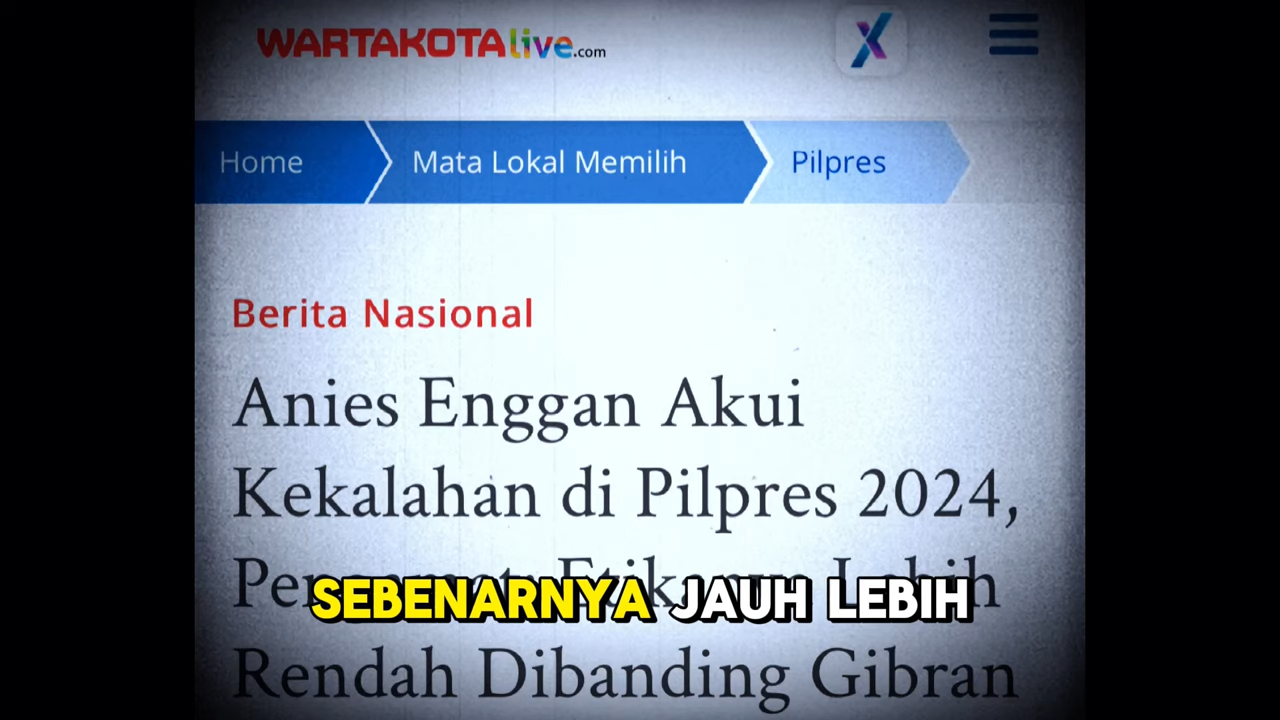 WARTAKOTAlive.com
Home Mata Lokal Memilih Pilpres
Berita Nasional
Anies Enggan Akui
Kekalahan di Pilpres 2024,
SEBENARNYA JAUH LEBIH
Rendah Dibanding Gibran